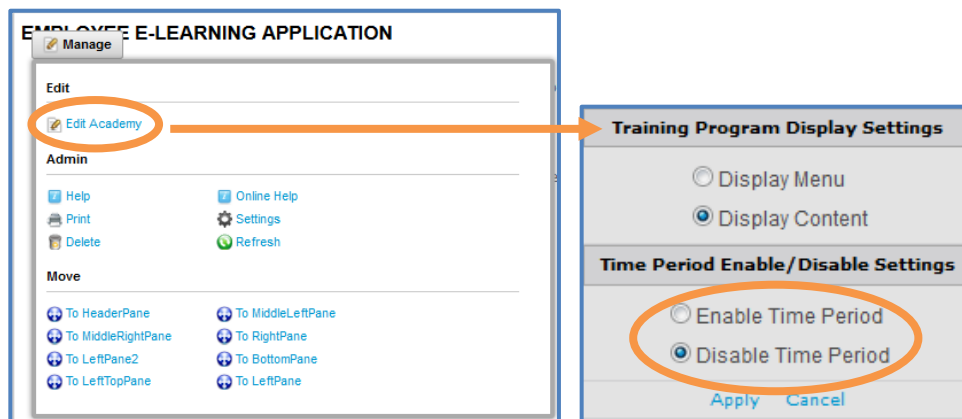 EMPLOYEE E-LEARNING APPLICATION
Manage
Edit
Edit Academy
Admin
Help Online Help
Print Settings
Delete Refresh
Move
To HeaderPane To MiddleLeftPane
To MiddleRightPane To RightPane
To LeftPane2 To BottomPane
To LeftTopPane To LeftPane
Training Program Display Settings
Display Menu
Display Content
Time Period Enable/Disable Settings
Enable Time Period
Disable Time Period
Apply Cancel